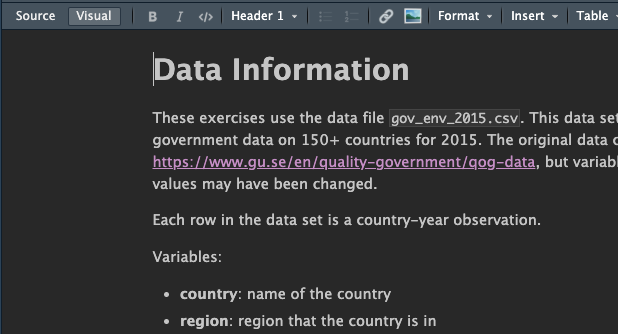 Source Visual B I </> Header 1 Format Insert Table
Data Information
These exercises use the data file gov_env_2015.csv. This data set
government data on 150+ countries for 2015. The original data c
https://www.gu.se/en/quality-government/qog-data, but variabl
values may have been changed.
Each row in the data set is a country-year observation.
Variables:
• country: name of the country
• region: region that the country is in